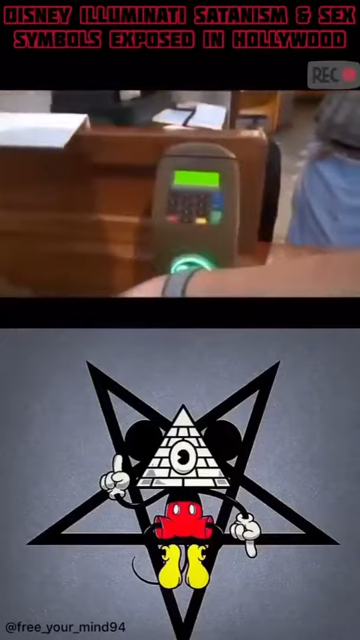 DISNEY ILLUMINATI SATANISM & SEX
SYMBOLS EXPOSED IN HOLLYWOOD
REC
@free_your_mind94